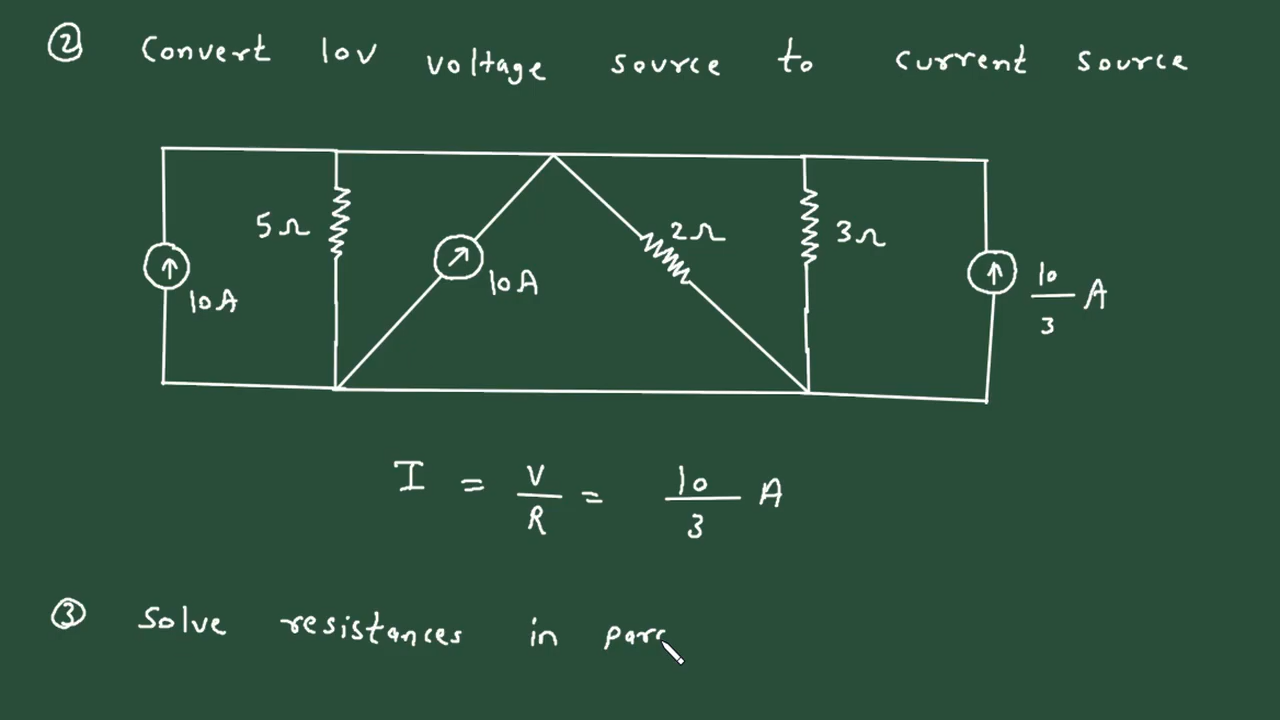 ② Convert 10V voltage source to current source
5Ω
2Ω
3Ω
10A
10A
10/3 A
I = V/R = 10/3 A
③ Solve resistances in para